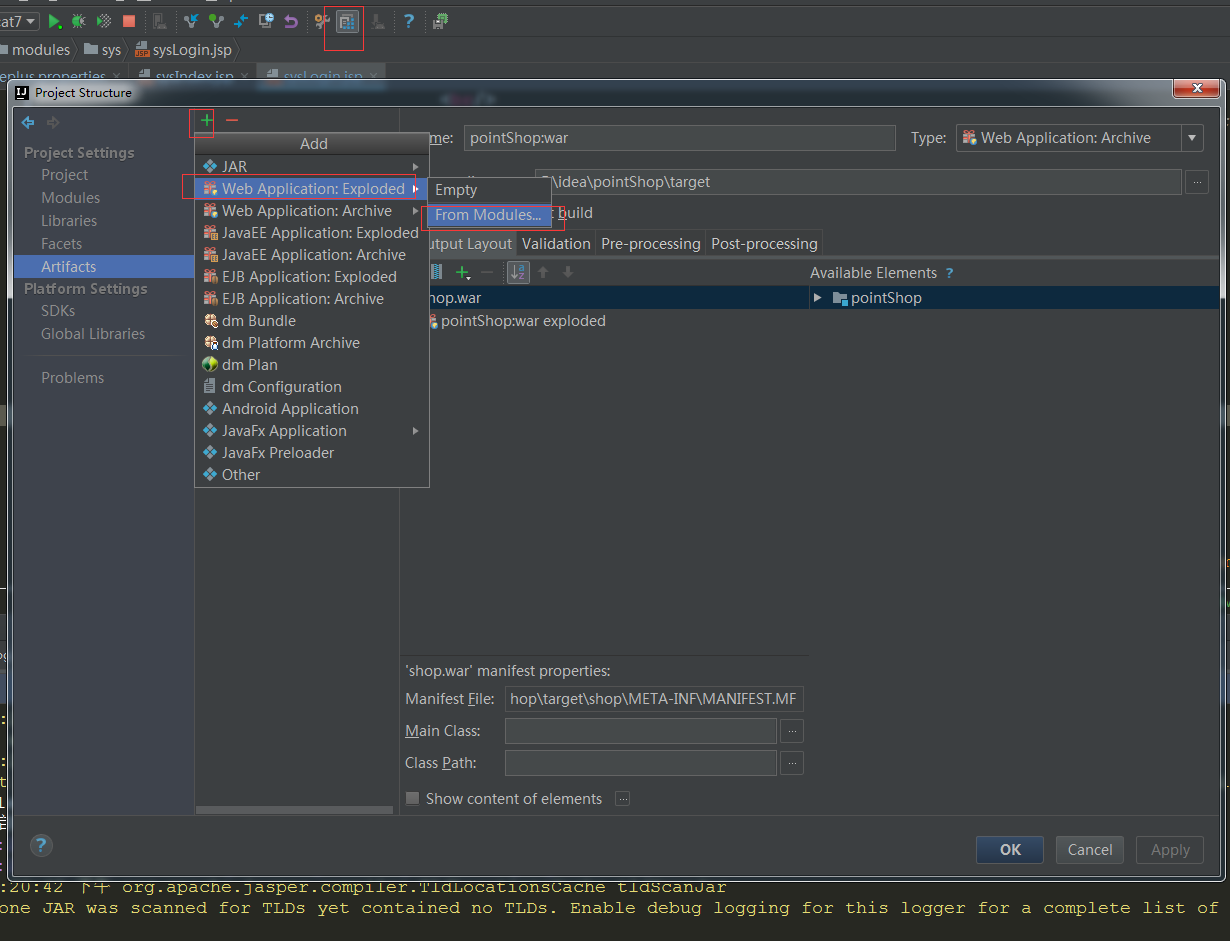 cat7
modules sys sysLogin.jsp
eplus.properties sysIndex.jsp sysLogin.jsp
Project Structure
Project Settings
Project
Modules
Libraries
Facets
Artifacts
Platform Settings
SDKs
Global Libraries
Problems
Add
JAR
Web Application: Exploded
Web Application: Archive
JavaEE Application: Exploded
JavaEE Application: Archive
EJB Application: Exploded
EJB Application: Archive
dm Bundle
dm Platform Archive
dm Plan
dm Configuration
Android Application
JavaFx Application
JavaFx Preloader
Other
Empty
From Modules...
me: pointShop:war Type: Web Application: Archive
\idea\pointShop\target ...
build
utput Layout Validation Pre-processing Post-processing
Available Elements ?
hop.war pointShop
pointShop:war exploded
'shop.war' manifest properties:
Manifest File: hop\target\shop\META-INF\MANIFEST.MF
Main Class: ...
Class Path: ...
Show content of elements ...
? OK Cancel Apply
:20:42 下午 org.apache.jasper.compiler.TldLocationsCache tldScanJar
one JAR was scanned for TLDs yet contained no TLDs. Enable debug logging for this logger for a complete list of